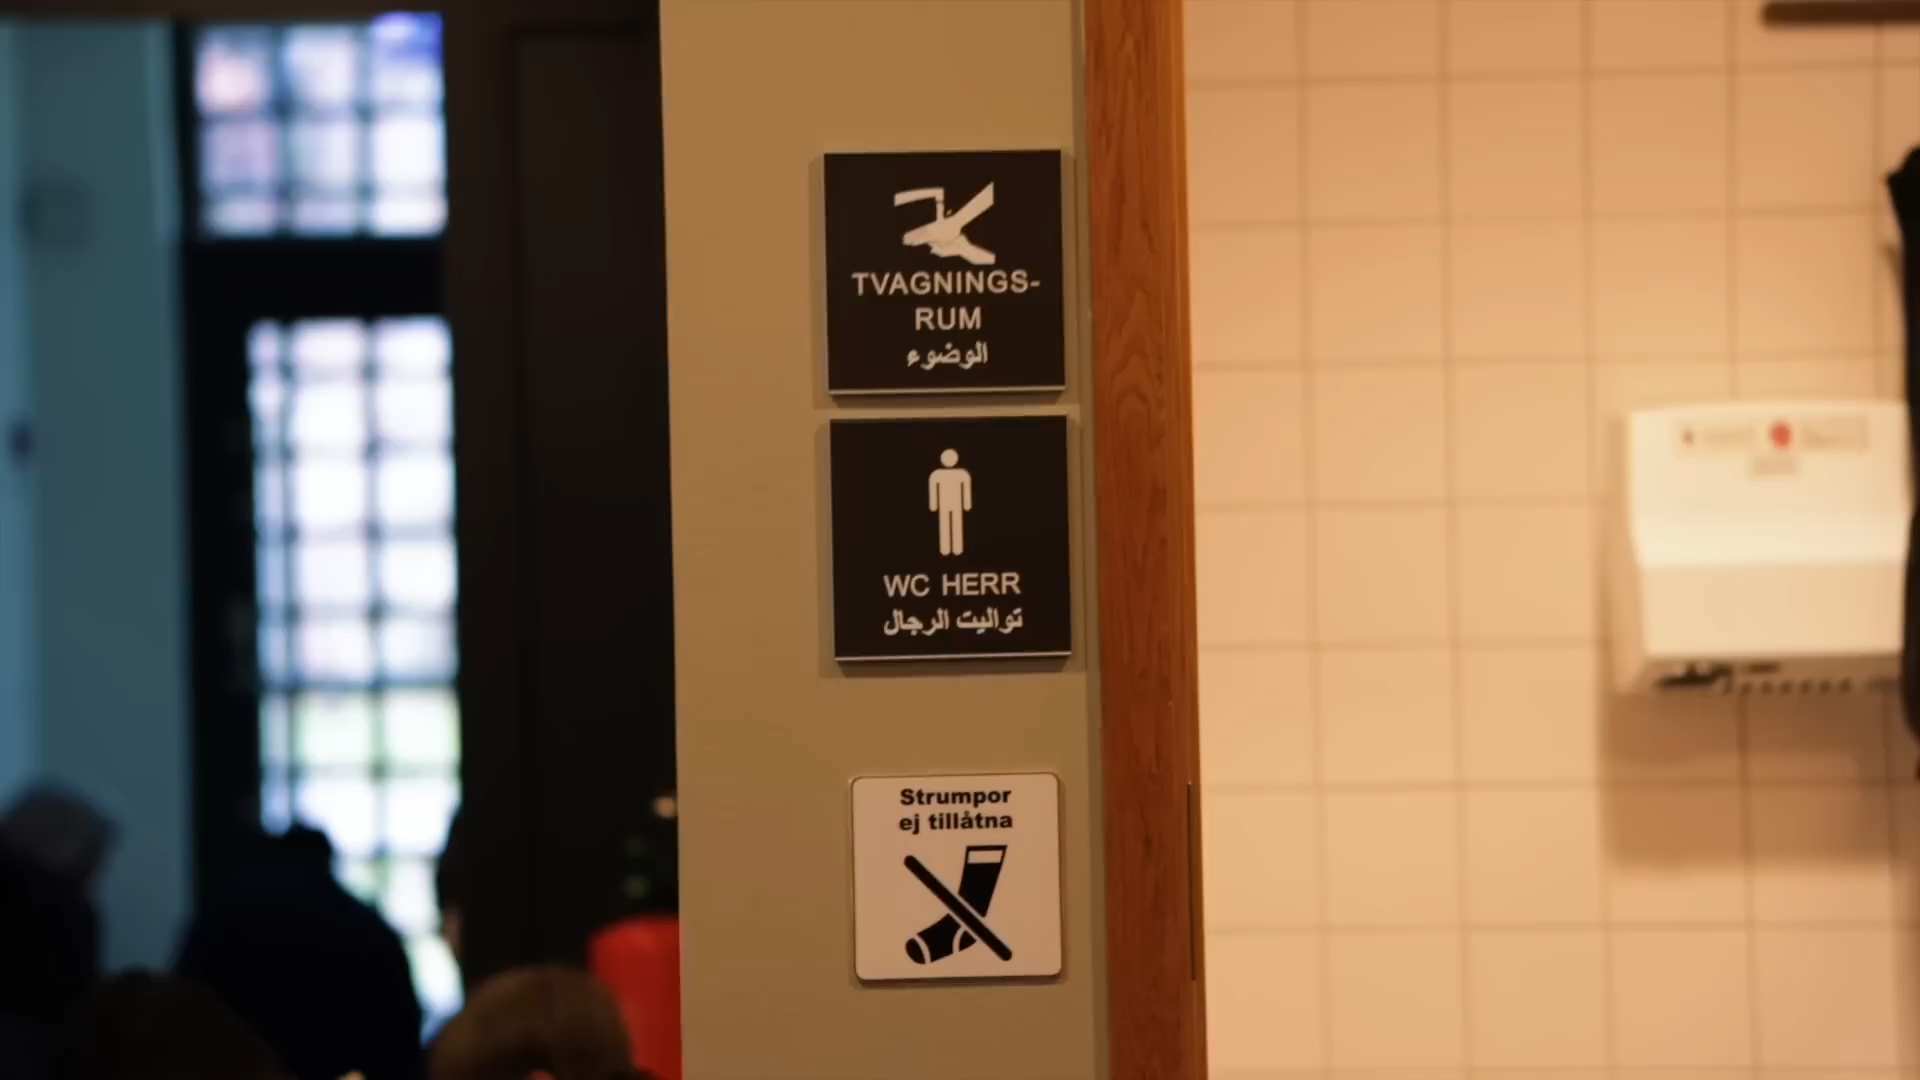 TVAGNINGS-
RUM
الوضوء
WC HERR
تواليت الرجال
Strumpor
ej tillåtna